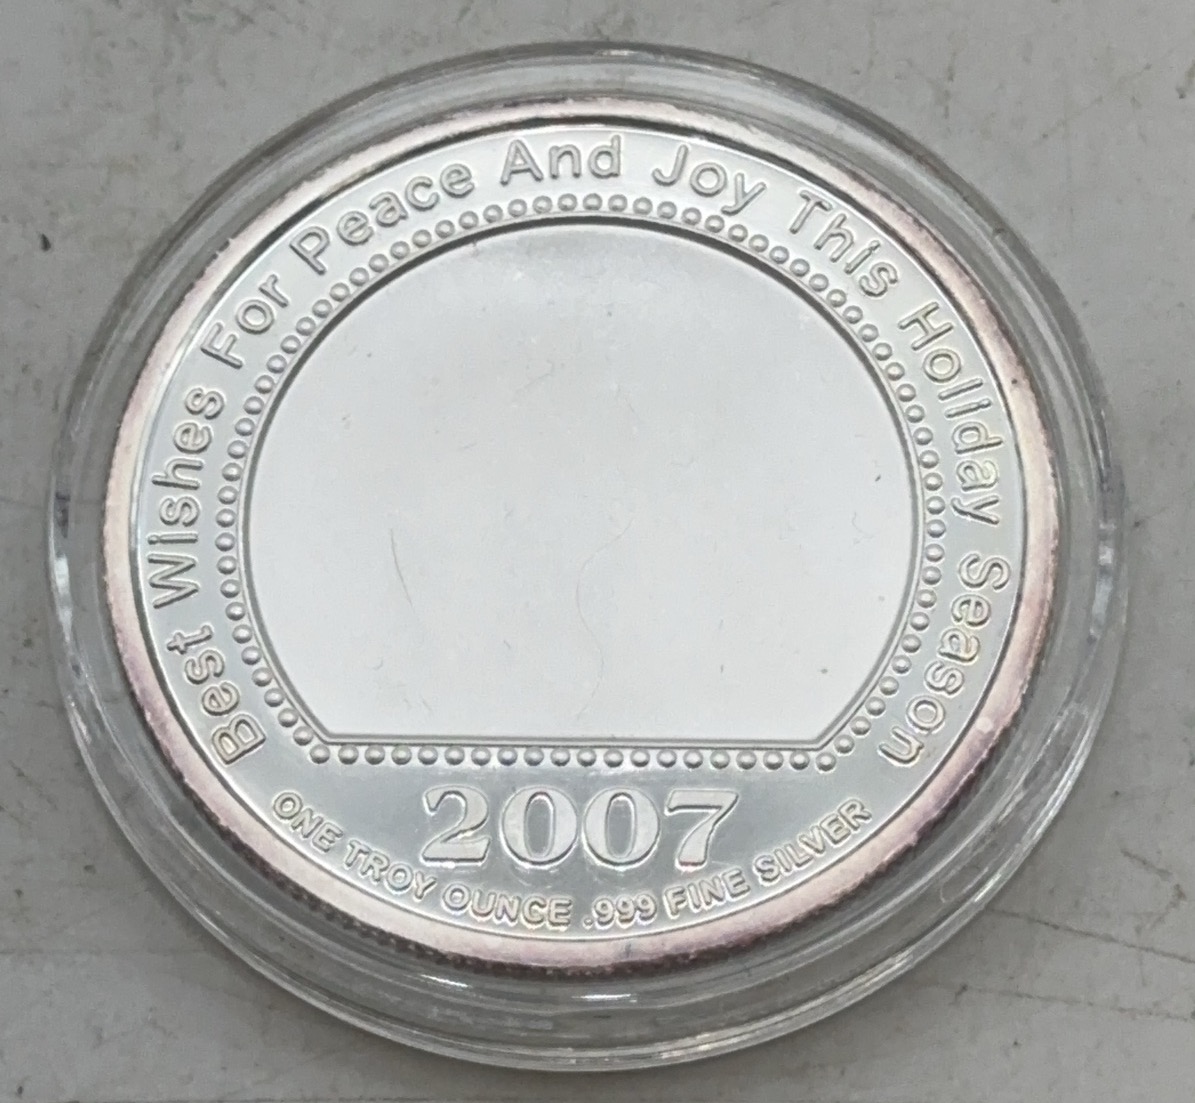 Best Wishes For Peace And Joy This Holiday Season
2007
ONE TROY OUNCE .999 FINE SILVER